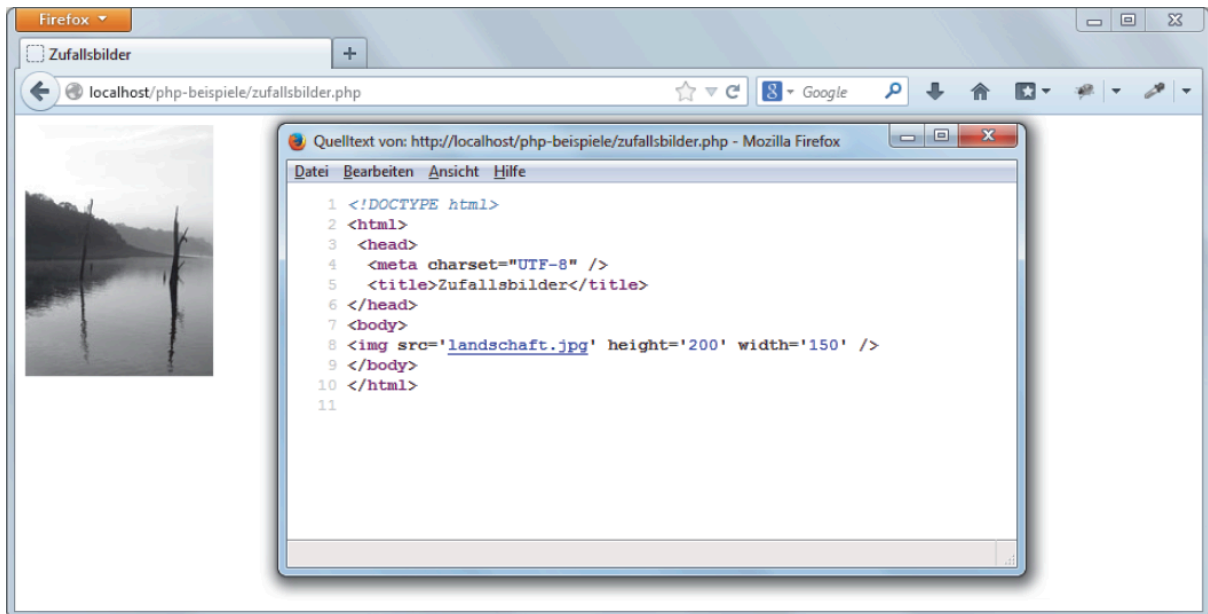 Firefox
Zufallsbilder
localhost/php-beispiele/zufallsbilder.php
8 Google
Quelltext von: http://localhost/php-beispiele/zufallsbilder.php - Mozilla Firefox
Datei Bearbeiten Ansicht Hilfe
1 <!DOCTYPE html>
2 <html>
3 <head>
4 <meta charset="UTF-8" />
5 <title>Zufallsbilder</title>
6 </head>
7 <body>
8 <img src='landschaft.jpg' height='200' width='150' />
9 </body>
10 </html>
11